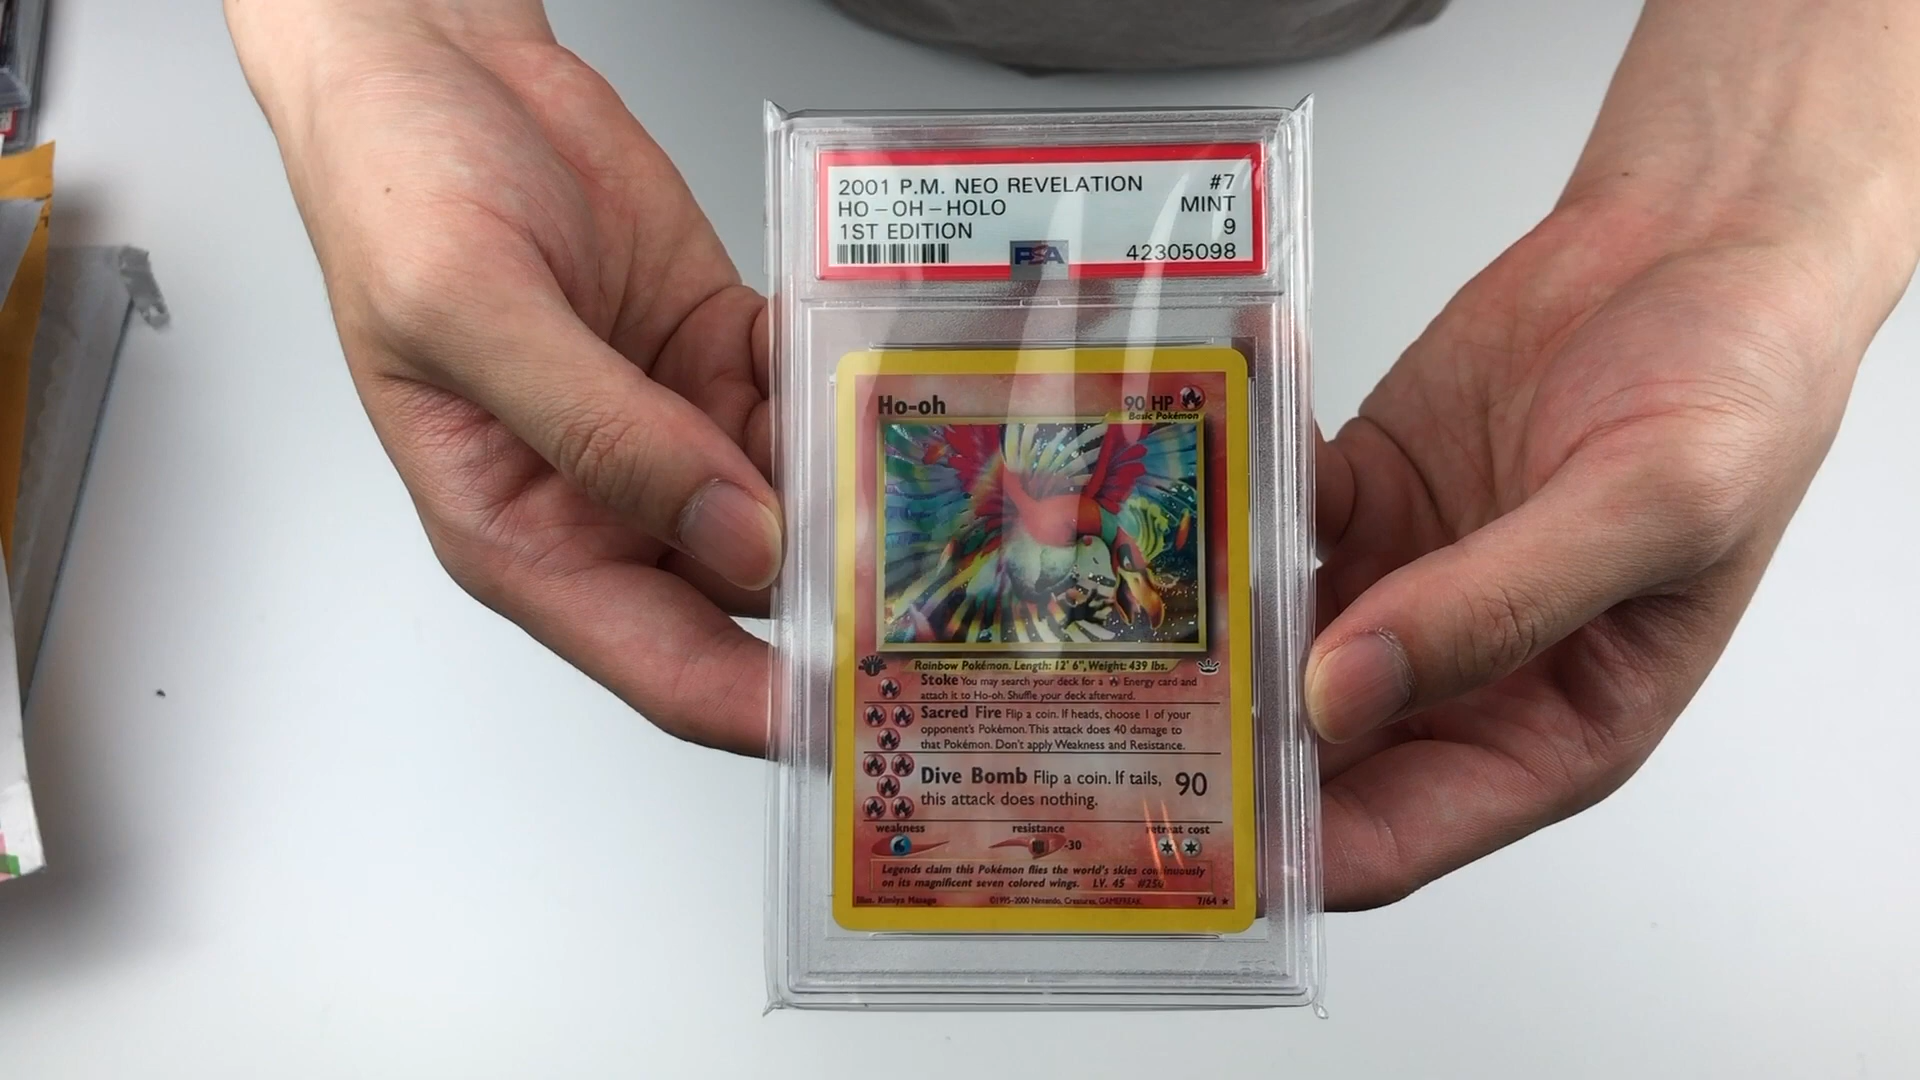 2001 P.M. NEO REVELATION #7
HO-OH-HOLO MINT
1ST EDITION 9
PSA 42305098
Ho-oh 90 HP
Basic Pokémon
EDITION 1
Rainbow Pokémon. Length: 12' 6", Weight: 439 lbs.
Stoke You may search your deck for a Energy card and
attach it to Ho-oh. Shuffle your deck afterward.
Sacred Fire Flip a coin. If heads, choose 1 of your
opponent's Pokémon. This attack does 40 damage to
that Pokémon. Don't apply Weakness and Resistance.
Dive Bomb Flip a coin. If tails, 90
this attack does nothing.
weakness resistance retreat cost
-30
Legends claim this Pokémon flies the world's skies continuously
on its magnificent seven colored wings. LV. 45 #250
Illus. Kimiya Masago ©1995-2000 Nintendo, Creatures, GAMEFREAK. 7/64 ★